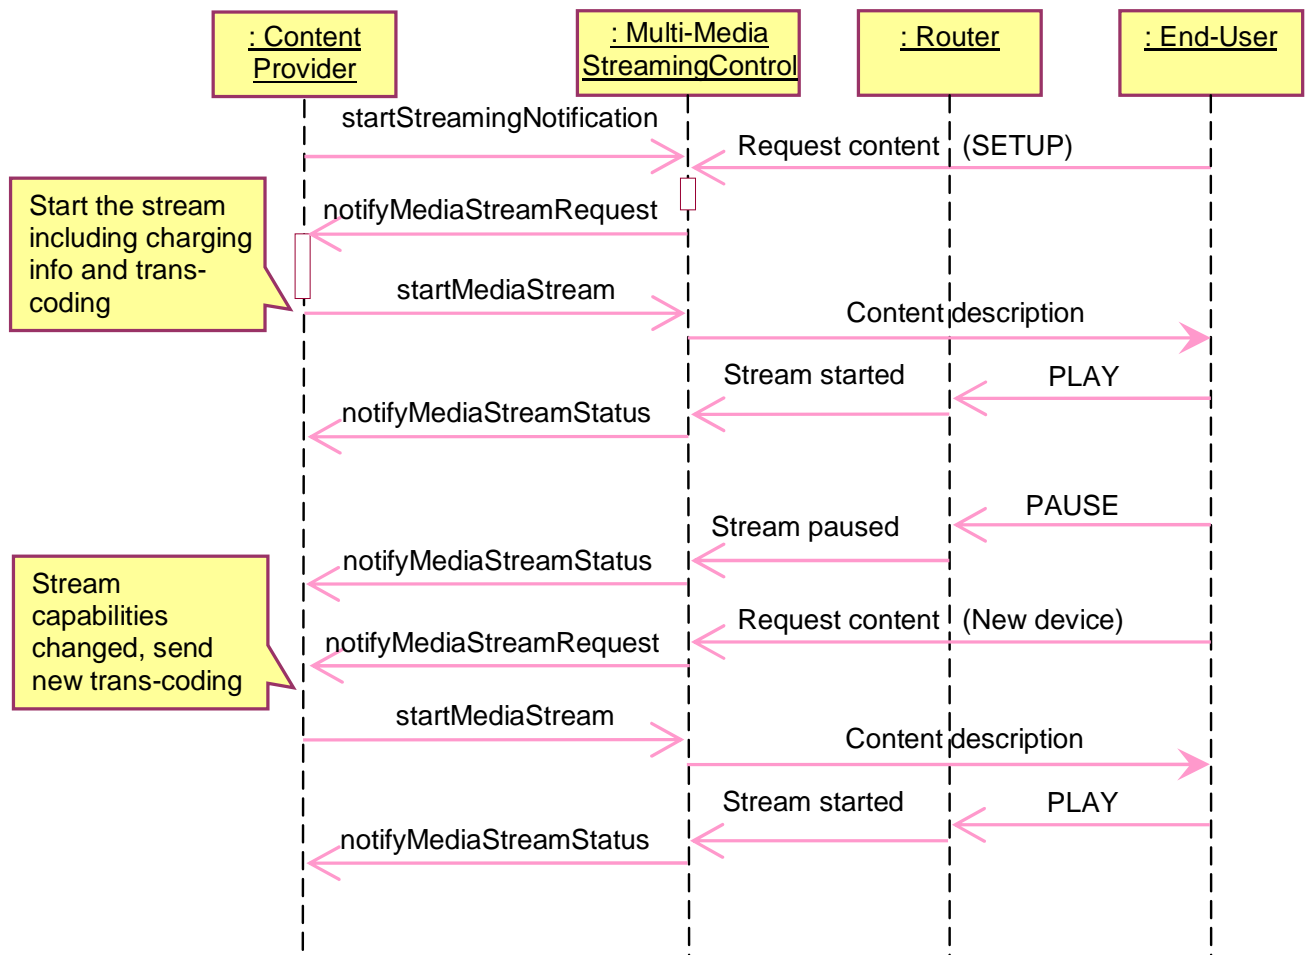 : Content
Provider
: Multi-Media
StreamingControl
: Router
: End-User
startStreamingNotification
Request content (SETUP)
Start the stream
including charging
info and trans-
coding
notifyMediaStreamRequest
startMediaStream
Content description
Stream started
PLAY
notifyMediaStreamStatus
PAUSE
Stream paused
notifyMediaStreamStatus
Stream
capabilities
changed, send
new trans-coding
Request content (New device)
notifyMediaStreamRequest
startMediaStream
Content description
Stream started
PLAY
notifyMediaStreamStatus